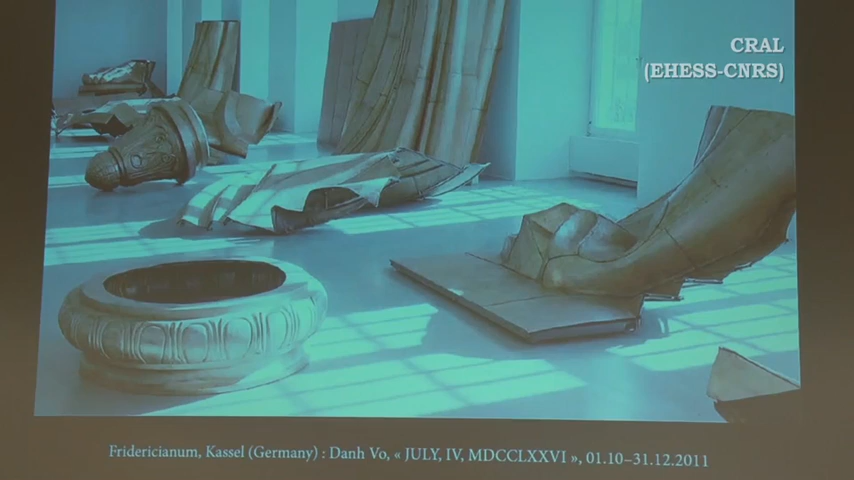 CRAL
(EHESS-CNRS)
Fridericianum, Kassel (Germany) : Danh Vo, « JULY, IV, MDCCLXXVI », 01.10–31.12.2011